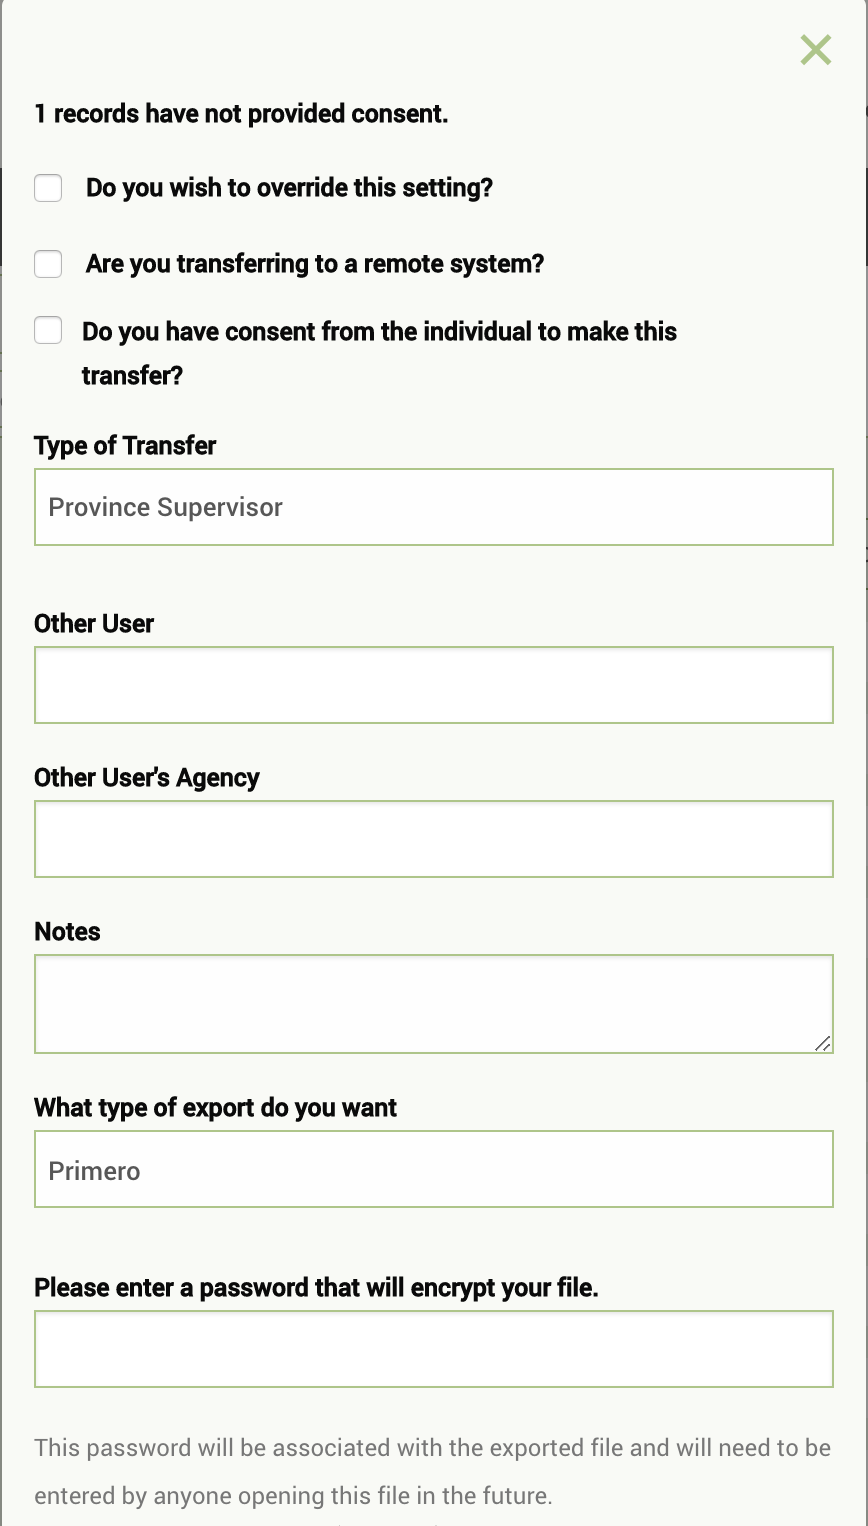 1 records have not provided consent.
Do you wish to override this setting?
Are you transferring to a remote system?
Do you have consent from the individual to make this
transfer?
Type of Transfer
Province Supervisor
Other User
Other User's Agency
Notes
What type of export do you want
Primero
Please enter a password that will encrypt your file.
This password will be associated with the exported file and will need to be
entered by anyone opening this file in the future.